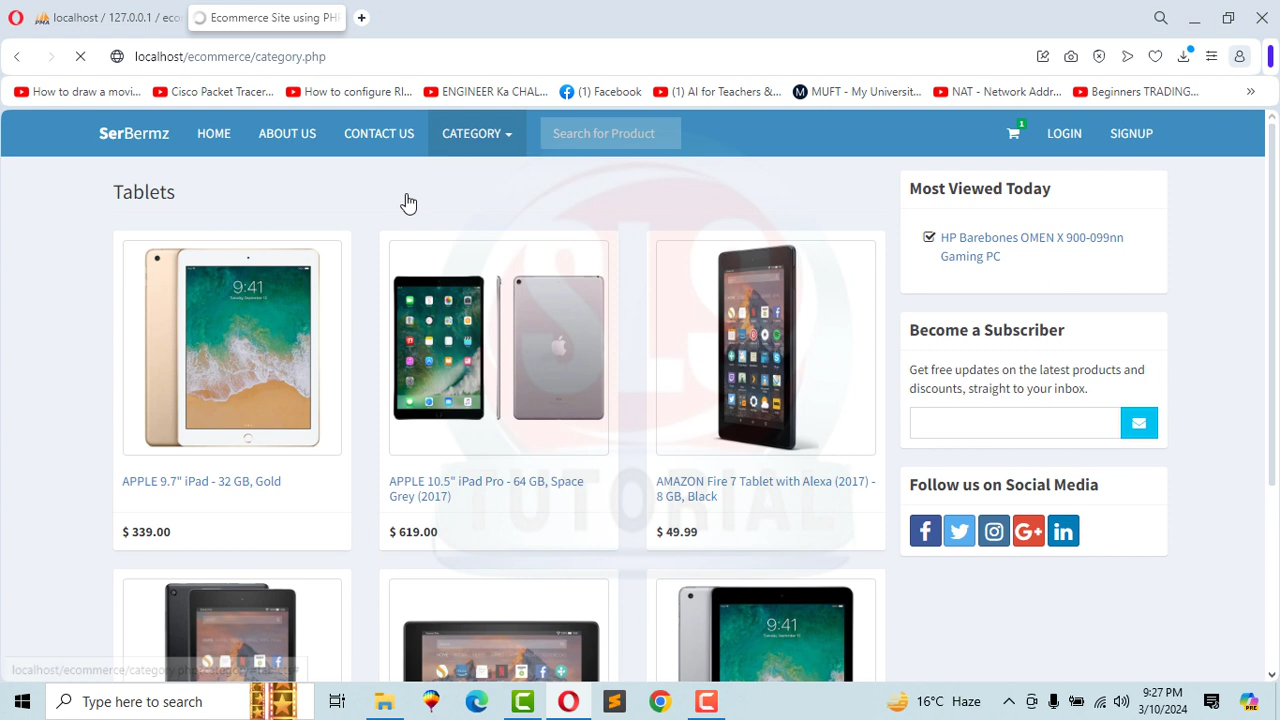 localhost / 127.0.0.1 / eco
Ecommerce Site using PH
localhost/ecommerce/category.php
How to draw a movi...
Cisco Packet Tracer...
How to configure RI...
ENGINEER Ka CHAL...
(1) Facebook
(1) AI for Teachers &...
MUFT - My Universit...
NAT - Network Addr...
Beginners TRADING...
SerBermz
HOME
ABOUT US
CONTACT US
CATEGORY
Search for Product
1
LOGIN
SIGNUP
Tablets
APPLE 9.7" iPad - 32 GB, Gold
$ 339.00
APPLE 10.5" iPad Pro - 64 GB, Space
Grey (2017)
$ 619.00
AMAZON Fire 7 Tablet with Alexa (2017) -
8 GB, Black
$ 49.99
9:41
9:41
TUTORIAL
Most Viewed Today
HP Barebones OMEN X 900-099nn
Gaming PC
Become a Subscriber
Get free updates on the latest products and
discounts, straight to your inbox.
Follow us on Social Media
Type here to search
16°C Haze
9:27 PM
3/10/2024